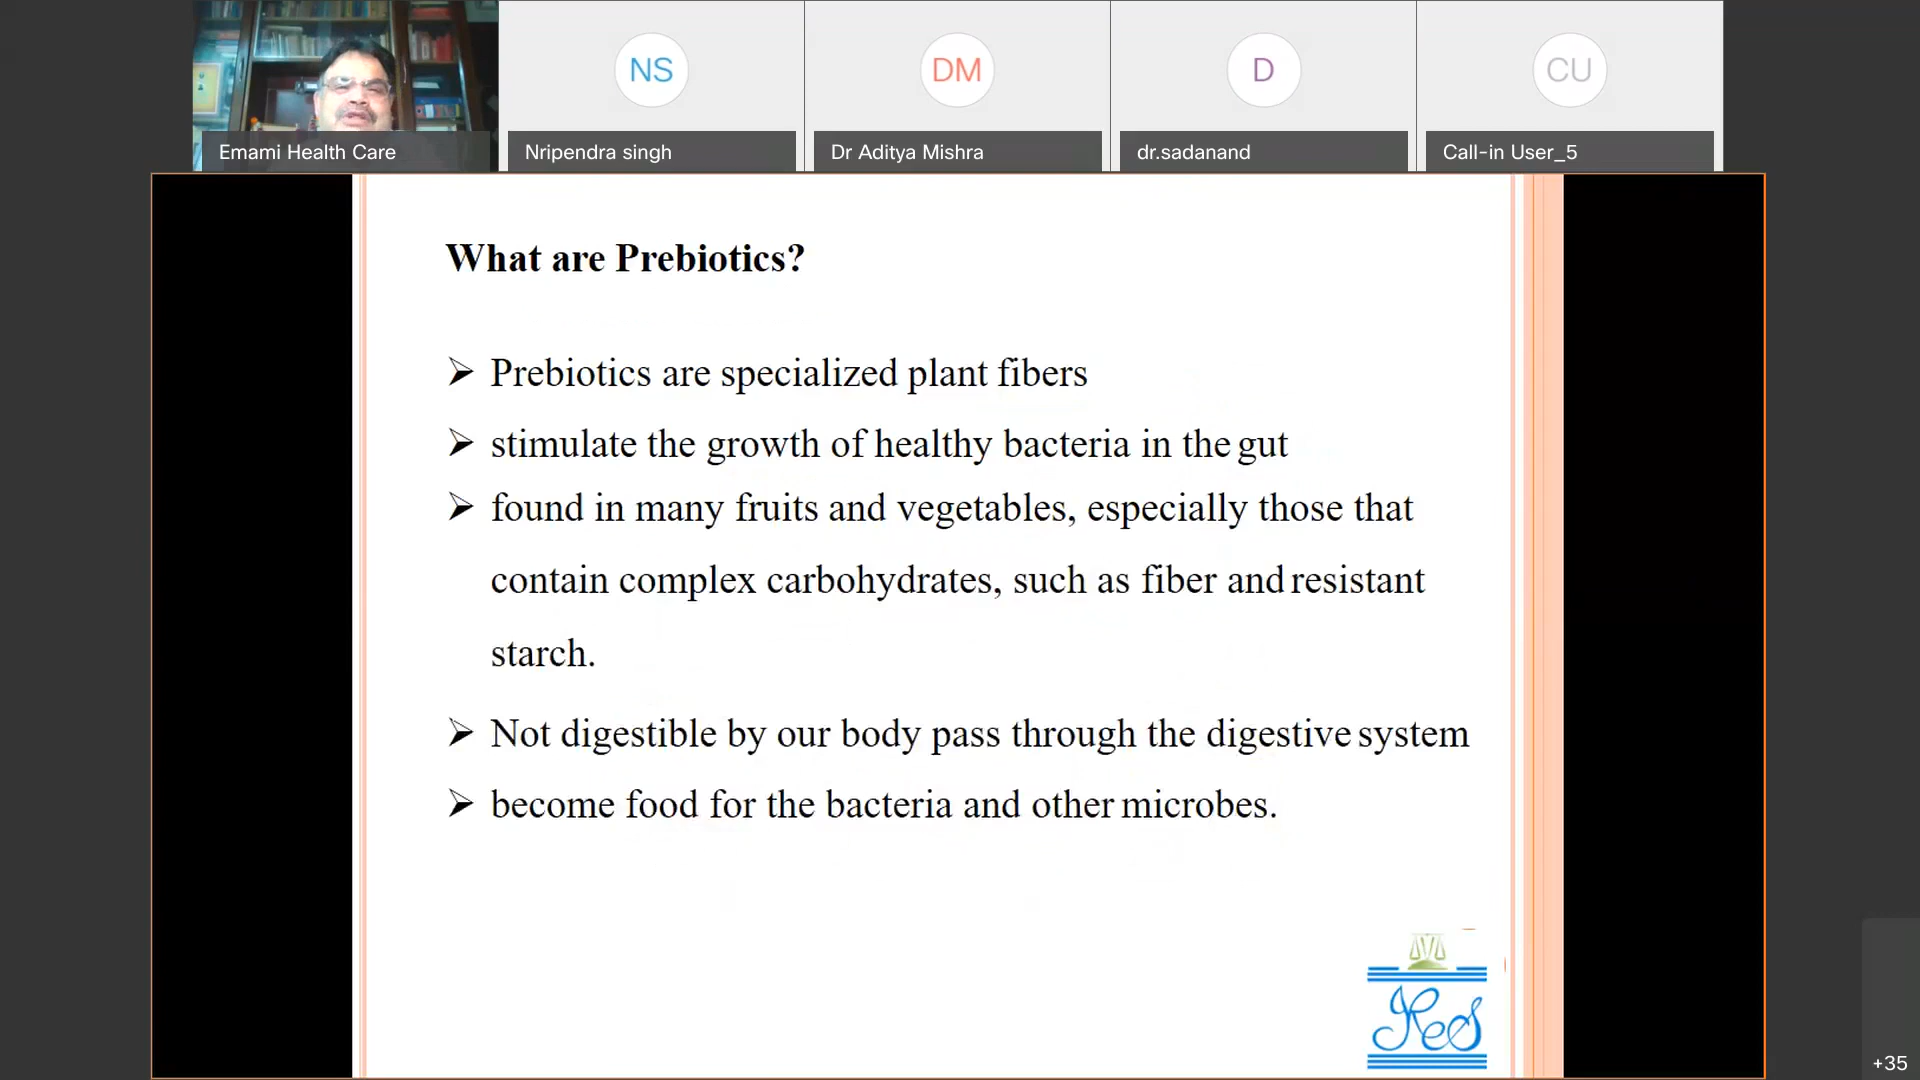 NS
DM
D
CU
Emami Health Care
Nripendra singh
Dr Aditya Mishra
dr.sadanand
Call-in User_5
What are Prebiotics?
➢ Prebiotics are specialized plant fibers
➢ stimulate the growth of healthy bacteria in the gut
➢ found in many fruits and vegetables, especially those that
contain complex carbohydrates, such as fiber and resistant
starch.
➢ Not digestible by our body pass through the digestive system
➢ become food for the bacteria and other microbes.
+35